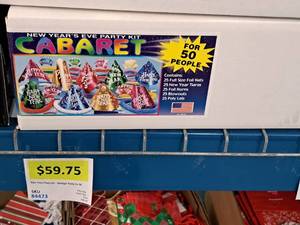 NEW YEAR'S EVE PARTY KIT
CABARET
FOR
50
PEOPLE
Contains:
25 Full Size Foil Hats
25 New Year Tiaras
25 Foil Horns
25 Blowouts
25 Poly Leis
$59.75
SKU
84473